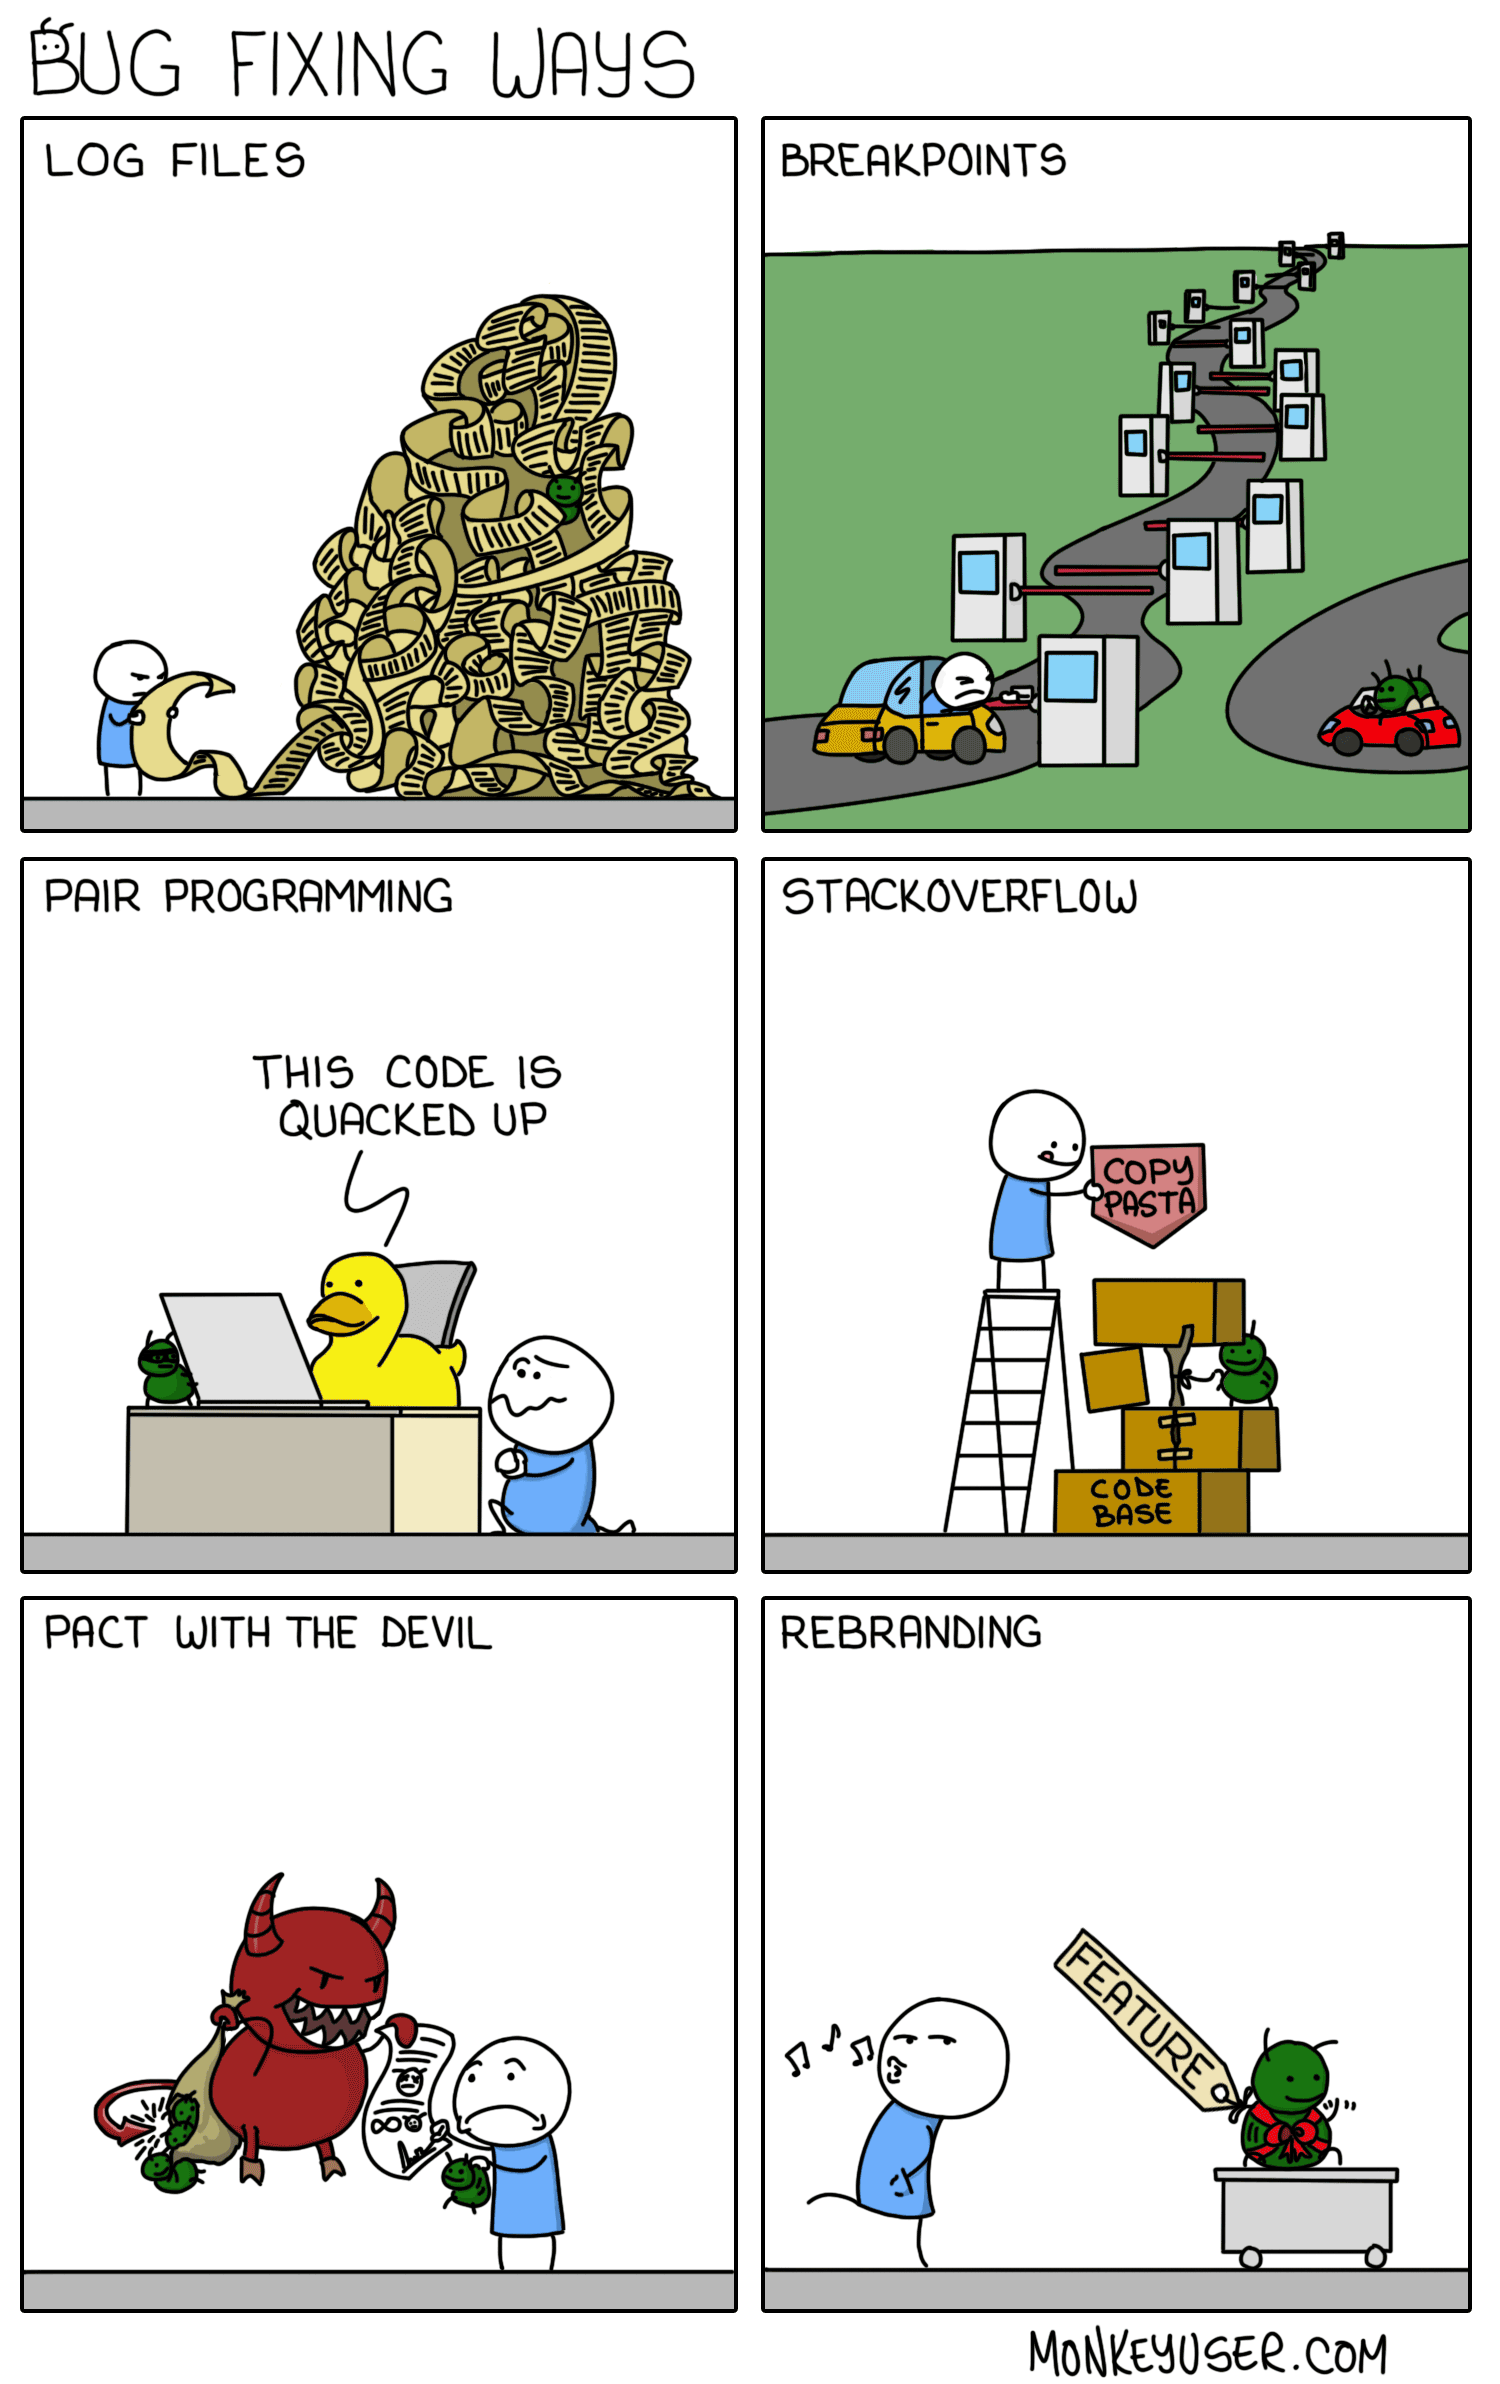 BUG FIXING WAYS
LOG FILES
BREAKPOINTS
PAIR PROGRAMMING
THIS CODE IS
QUACKED UP
STACKOVERFLOW
COPY
PASTA
CODE
BASE
PACT WITH THE DEVIL
REBRANDING
FEATURE
MONKEYUSER.COM